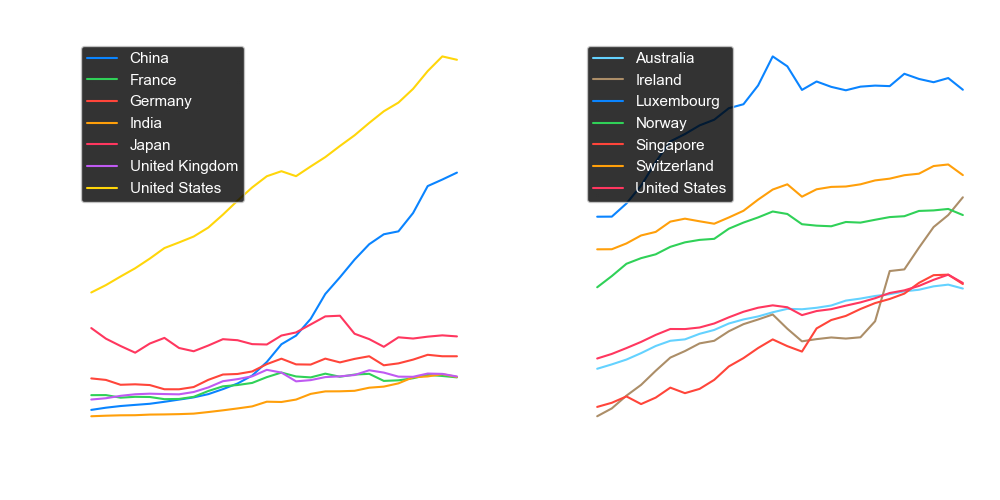 China
France
Germany
India
Japan
United Kingdom
United States
Australia
Ireland
Luxembourg
Norway
Singapore
Switzerland
United States